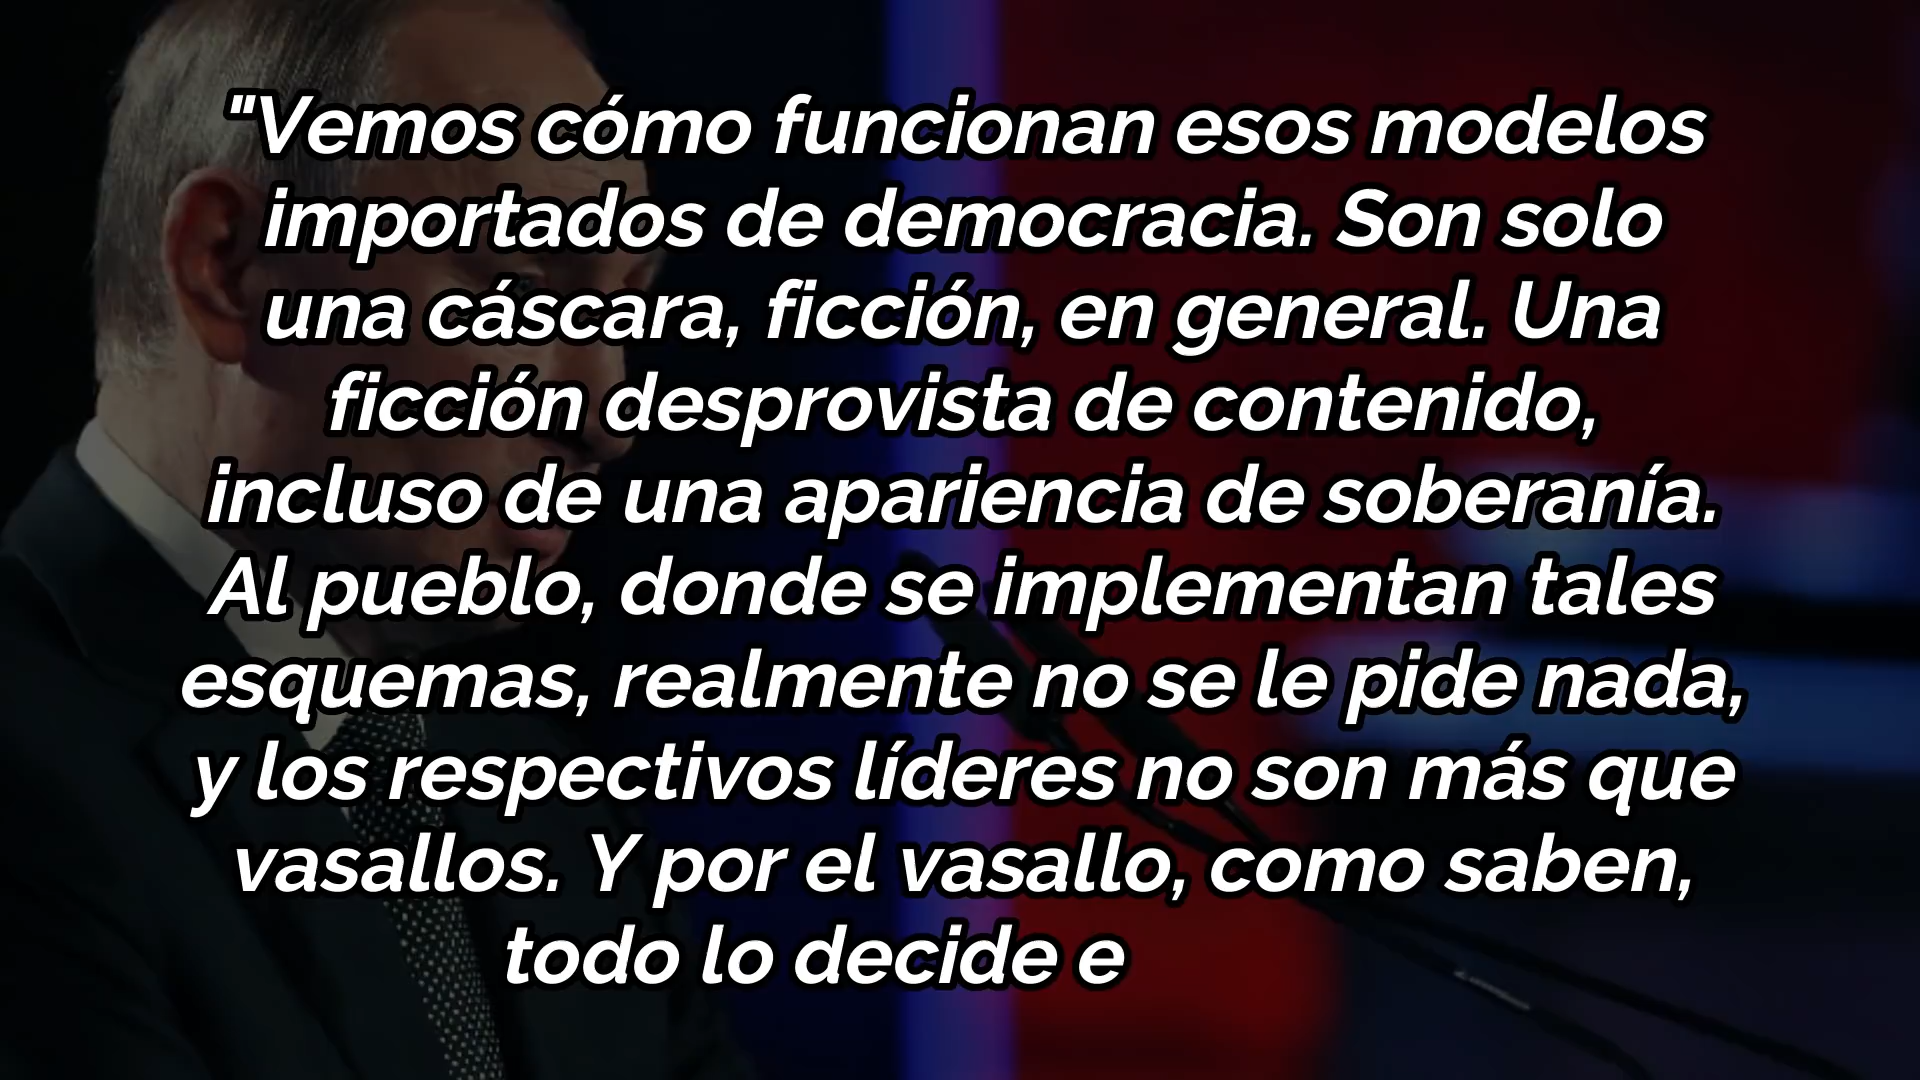 "Vemos cómo funcionan esos modelos
importados de democracia. Son solo
una cáscara, ficción, en general. Una
ficción desprovista de contenido,
incluso de una apariencia de soberanía.
Al pueblo, donde se implementan tales
esquemas, realmente no se le pide nada,
y los respectivos líderes no son más que
vasallos. Y por el vasallo, como saben,
todo lo decide e